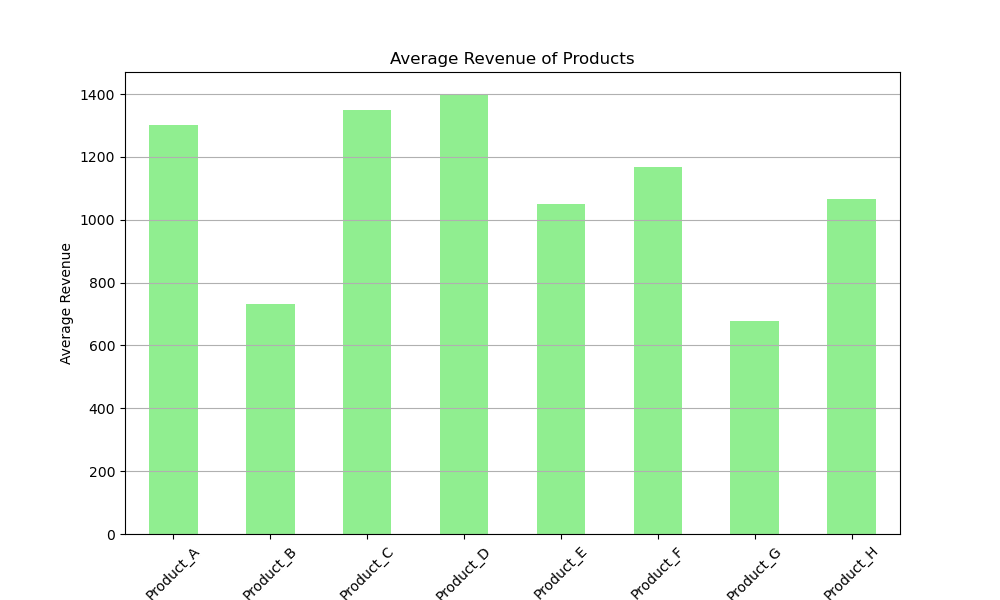 Average Revenue of Products
Average Revenue
1400
1200
1000
800
600
400
200
0
Product_A
Product_B
Product_C
Product_D
Product_E
Product_F
Product_G
Product_H